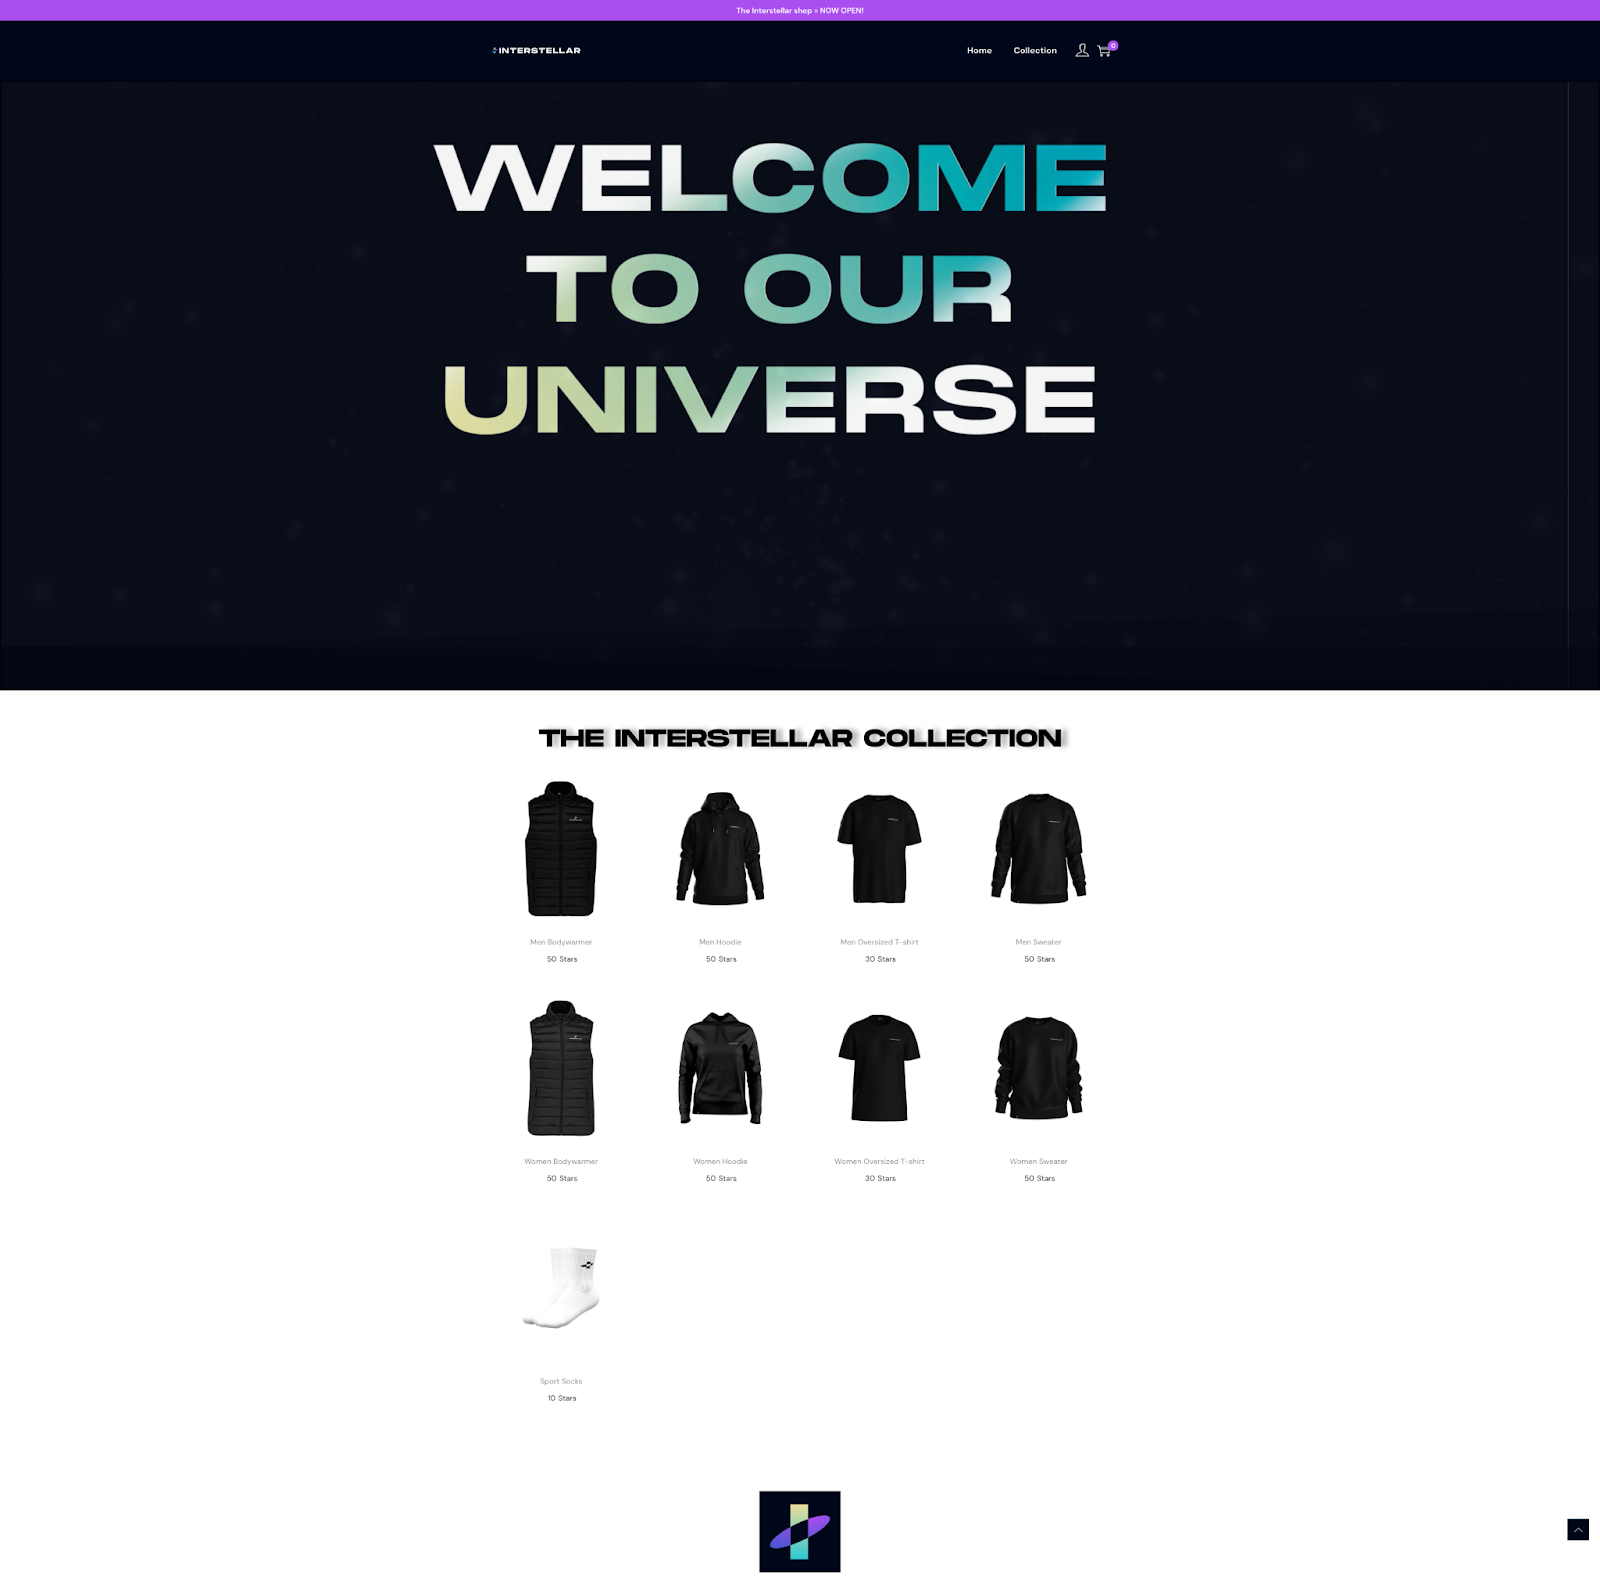 The Interstellar shop = NOW OPEN!
INTERSTELLAR
Home
Collection
0
WELCOME
TO OUR
UNIVERSE
THE INTERSTELLAR COLLECTION
Men Bodywarmer
50 Stars
Men Hoodie
50 Stars
Men Oversized T-shirt
30 Stars
Men Sweater
50 Stars
Women Bodywarmer
50 Stars
Women Hoodie
50 Stars
Women Oversized T-shirt
30 Stars
Women Sweater
50 Stars
Sport Socks
10 Stars